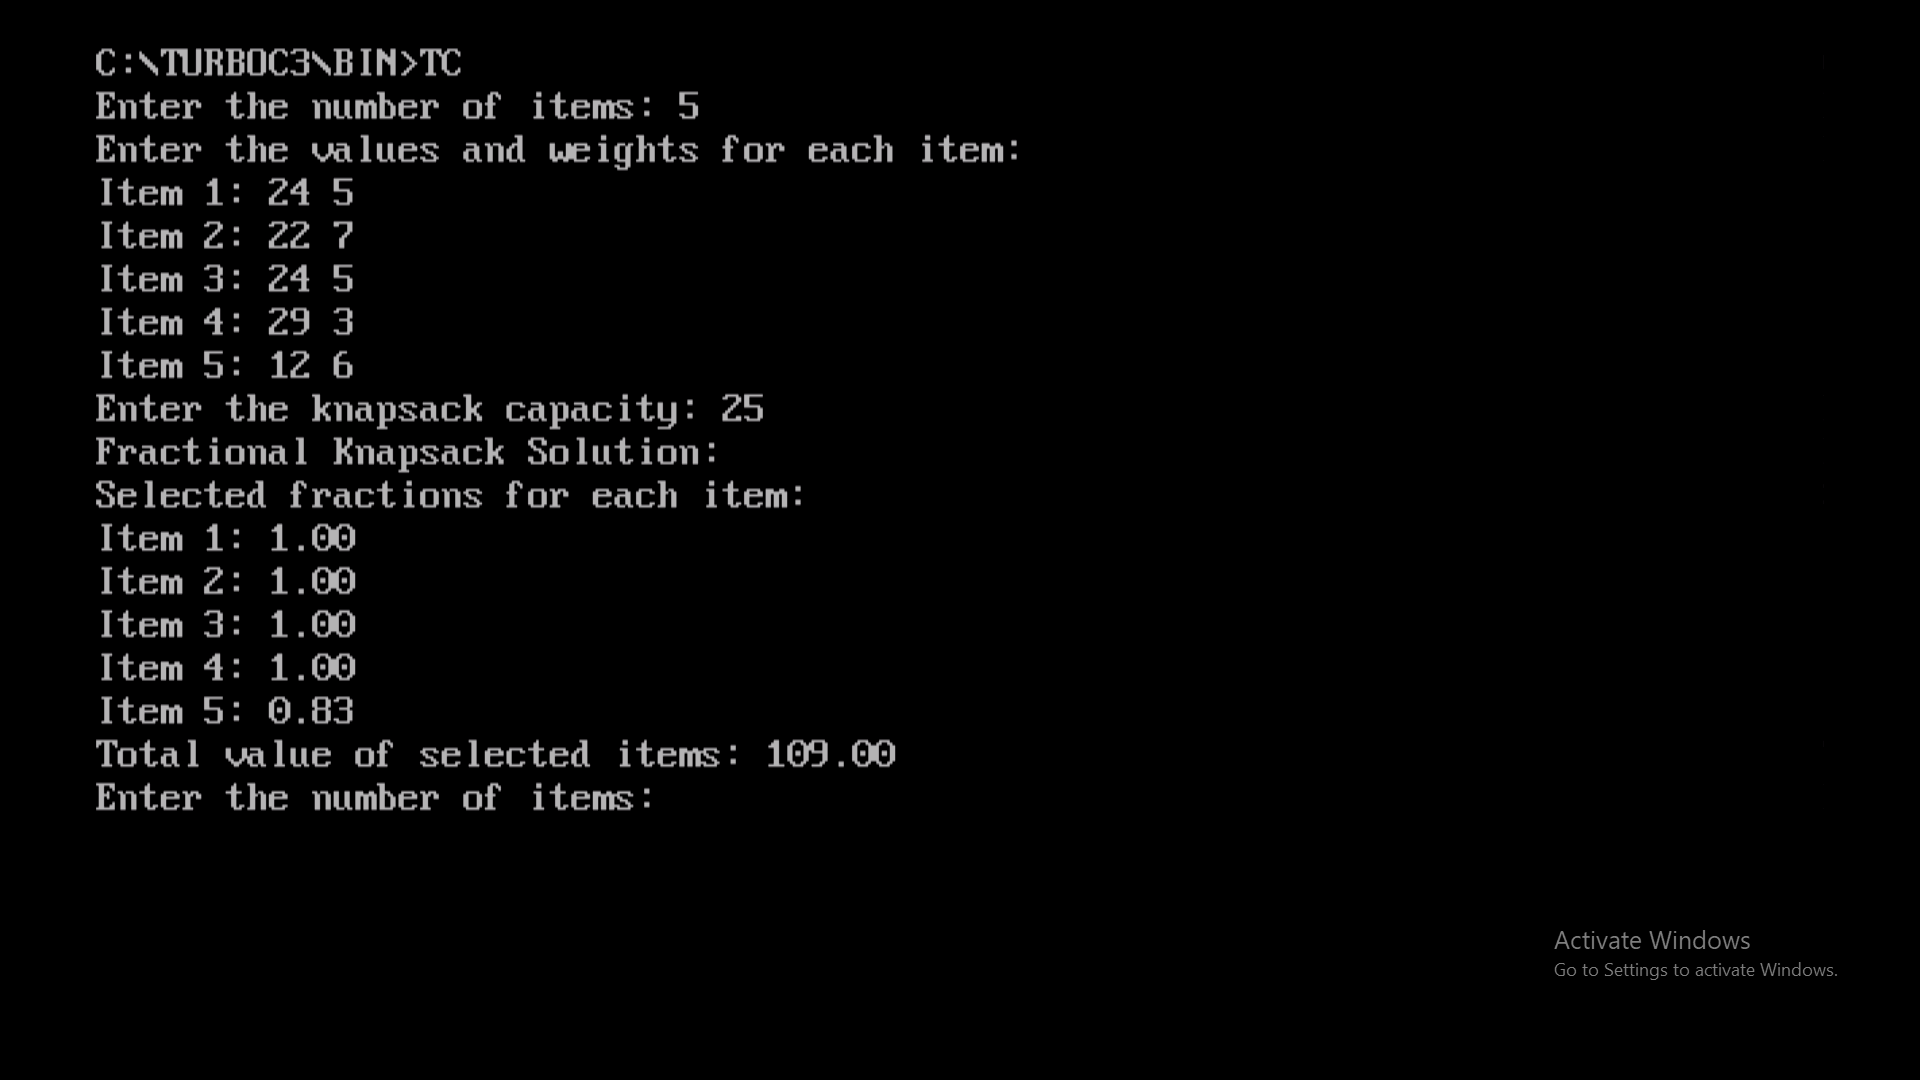 C:\TURBOC3\BIN>TC
Enter the number of items: 5
Enter the values and weights for each item:
Item 1: 24 5
Item 2: 22 7
Item 3: 24 5
Item 4: 29 3
Item 5: 12 6
Enter the knapsack capacity: 25
Fractional Knapsack Solution:
Selected fractions for each item:
Item 1: 1.00
Item 2: 1.00
Item 3: 1.00
Item 4: 1.00
Item 5: 0.83
Total value of selected items: 109.00
Enter the number of items:
Activate Windows
Go to Settings to activate Windows.